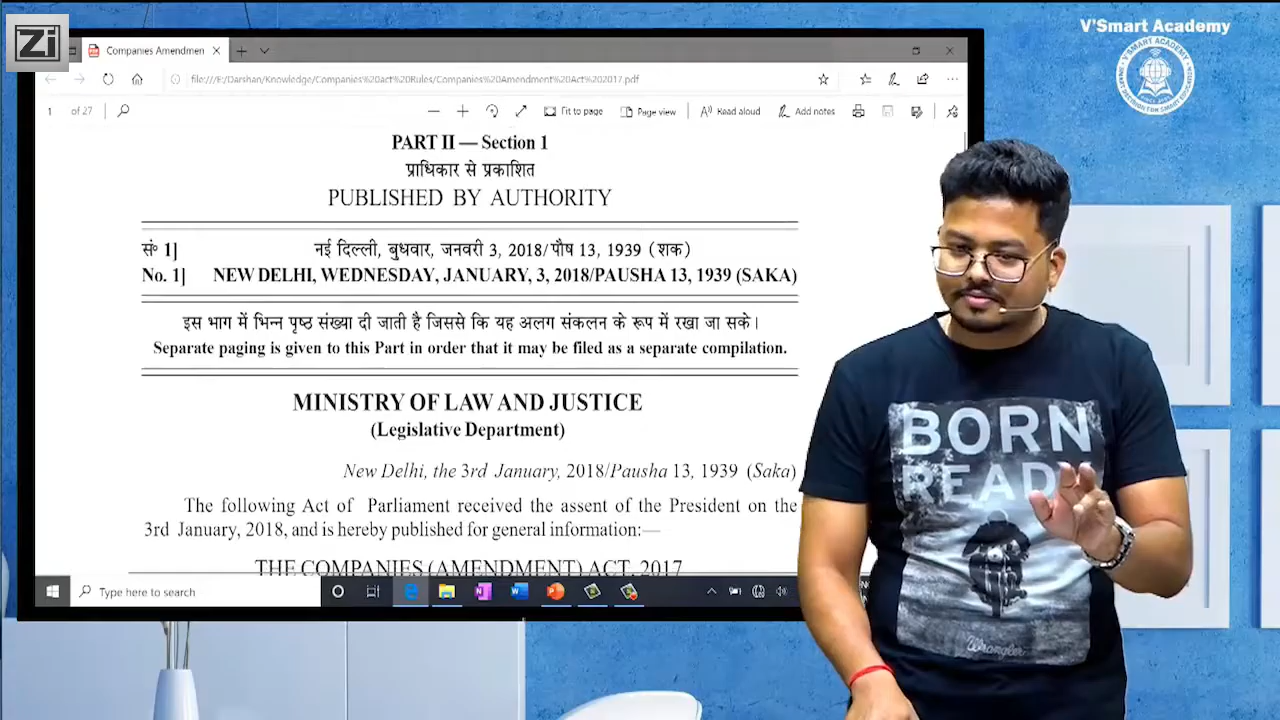 Zi
V'Smart Academy
Companies Amendmen
file:///E:/Darshan/Knowledge/Companies%20act%20Rules/Companies%20Amendment%20Act%202017.pdf
1 of 27
Fit to page
Page view
Read aloud
Add notes
PART II — Section 1
प्राधिकार से प्रकाशित
PUBLISHED BY AUTHORITY
सं॰ 1]
नई दिल्ली, बुधवार, जनवरी 3, 2018/पौष 13, 1939 (शक)
No. 1]
NEW DELHI, WEDNESDAY, JANUARY, 3, 2018/PAUSHA 13, 1939 (SAKA)
इस भाग में भिन्न पृष्ठ संख्या दी जाती है जिससे कि यह अलग संकलन के रूप में रखा जा सके।
Separate paging is given to this Part in order that it may be filed as a separate compilation.
MINISTRY OF LAW AND JUSTICE
(Legislative Department)
New Delhi, the 3rd January, 2018/Pausha 13, 1939 (Saka)
The following Act of Parliament received the assent of the President on the
3rd January, 2018, and is hereby published for general information:—
THE COMPANIES (AMENDMENT) ACT, 2017
Type here to search
BORN
READ
Wrangler